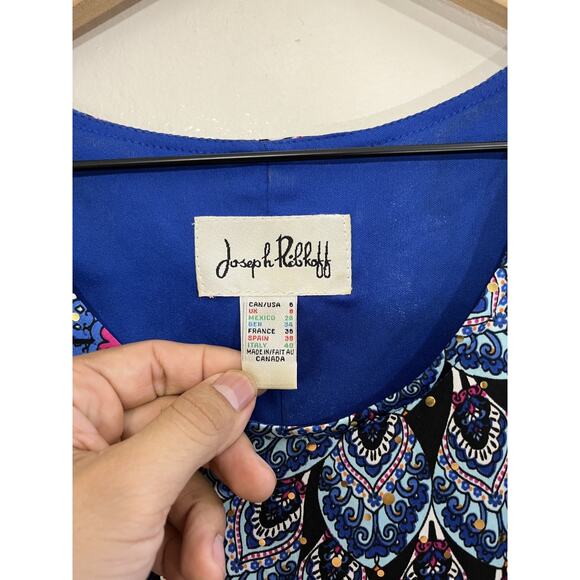 Joseph Ribkoff
CAN/USA 6
UK 8
MEXICO 28
GER 34
FRANCE 36
SPAIN 38
ITALY 40
MADE IN/FAIT AU
CANADA